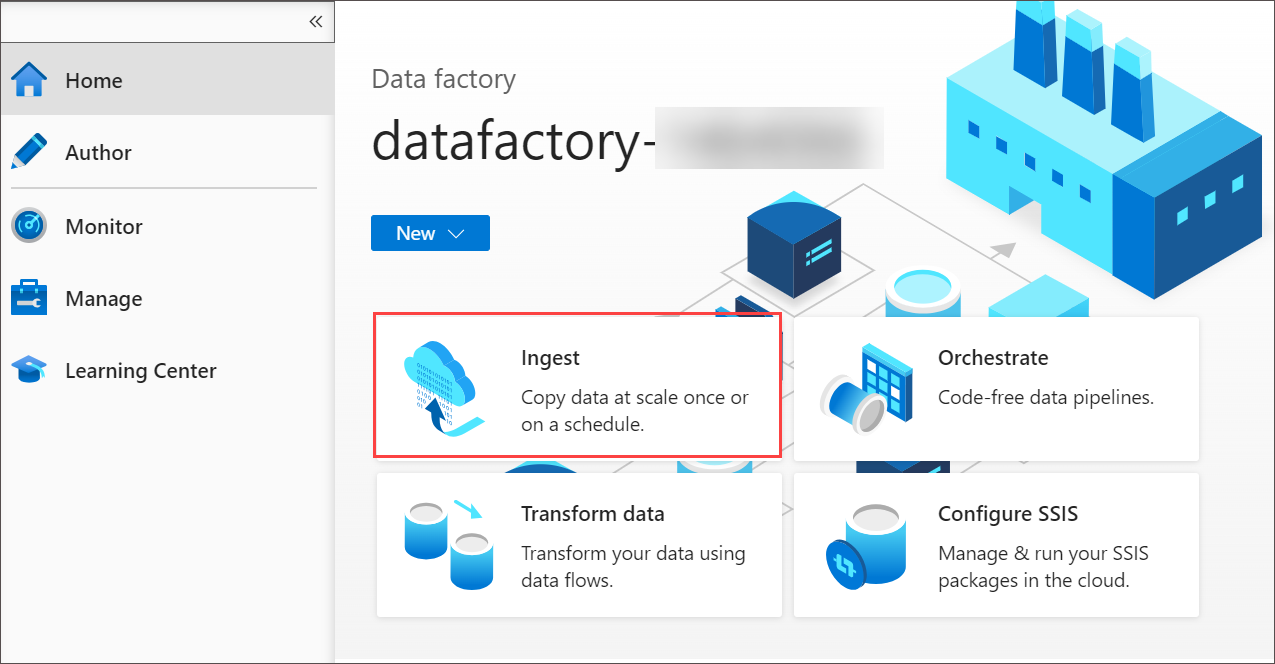 «
Home
Author
Monitor
Manage
Learning Center
Data factory
datafactory-
New
Ingest
Copy data at scale once or
on a schedule.
Orchestrate
Code-free data pipelines.
Transform data
Transform your data using
data flows.
Configure SSIS
Manage & run your SSIS
packages in the cloud.